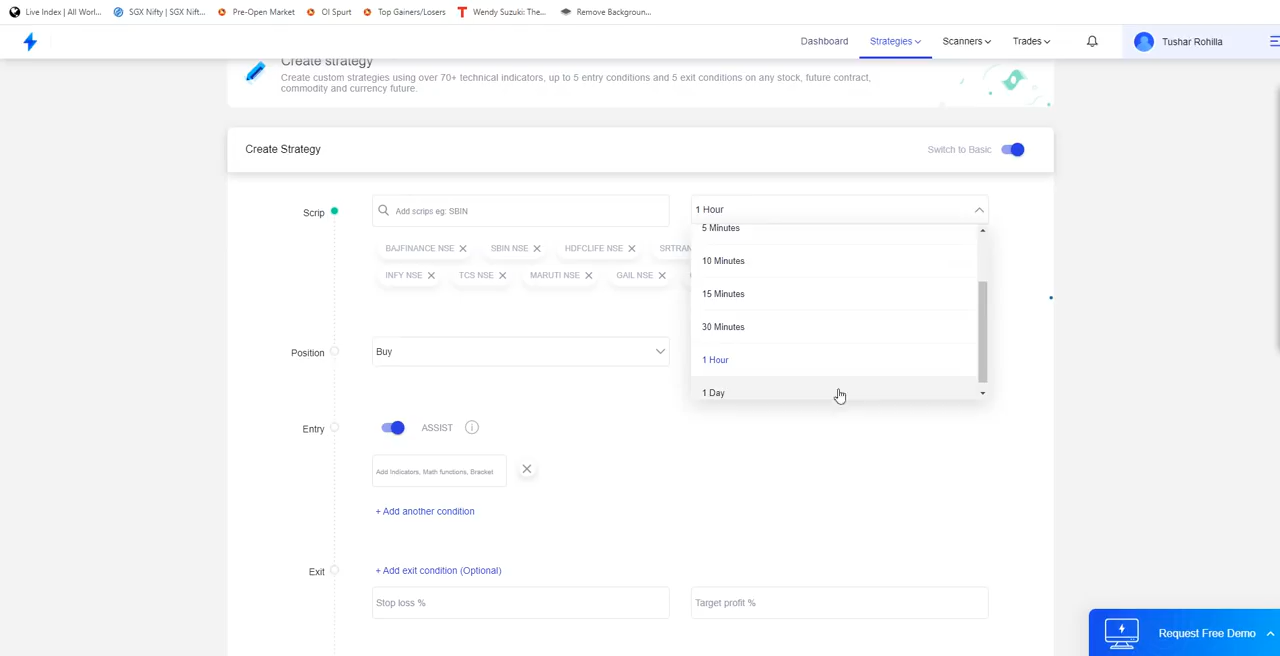 Live Index | All Worl... SGX Nifty | SGX Nift... Pre-Open Market OI Spurt Top Gainers/Losers Wendy Suzuki: The... Remove Backgroun...
Dashboard Strategies Scanners Trades Tushar Rohilla
Create strategy
Create custom strategies using over 70+ technical indicators, up to 5 entry conditions and 5 exit conditions on any stock, future contract,
commodity and currency future.
Create Strategy Switch to Basic
Scrip Add scrips eg: SBIN 1 Hour
5 Minutes
BAJFINANCE NSE SBIN NSE HDFCLIFE NSE SRTRAN
10 Minutes
INFY NSE TCS NSE MARUTI NSE GAIL NSE
15 Minutes
30 Minutes
Position Buy
1 Hour
1 Day
Entry ASSIST
Add Indicators, Math functions, Bracket
+ Add another condition
Exit + Add exit condition (Optional)
Stop loss % Target profit %
Request Free Demo